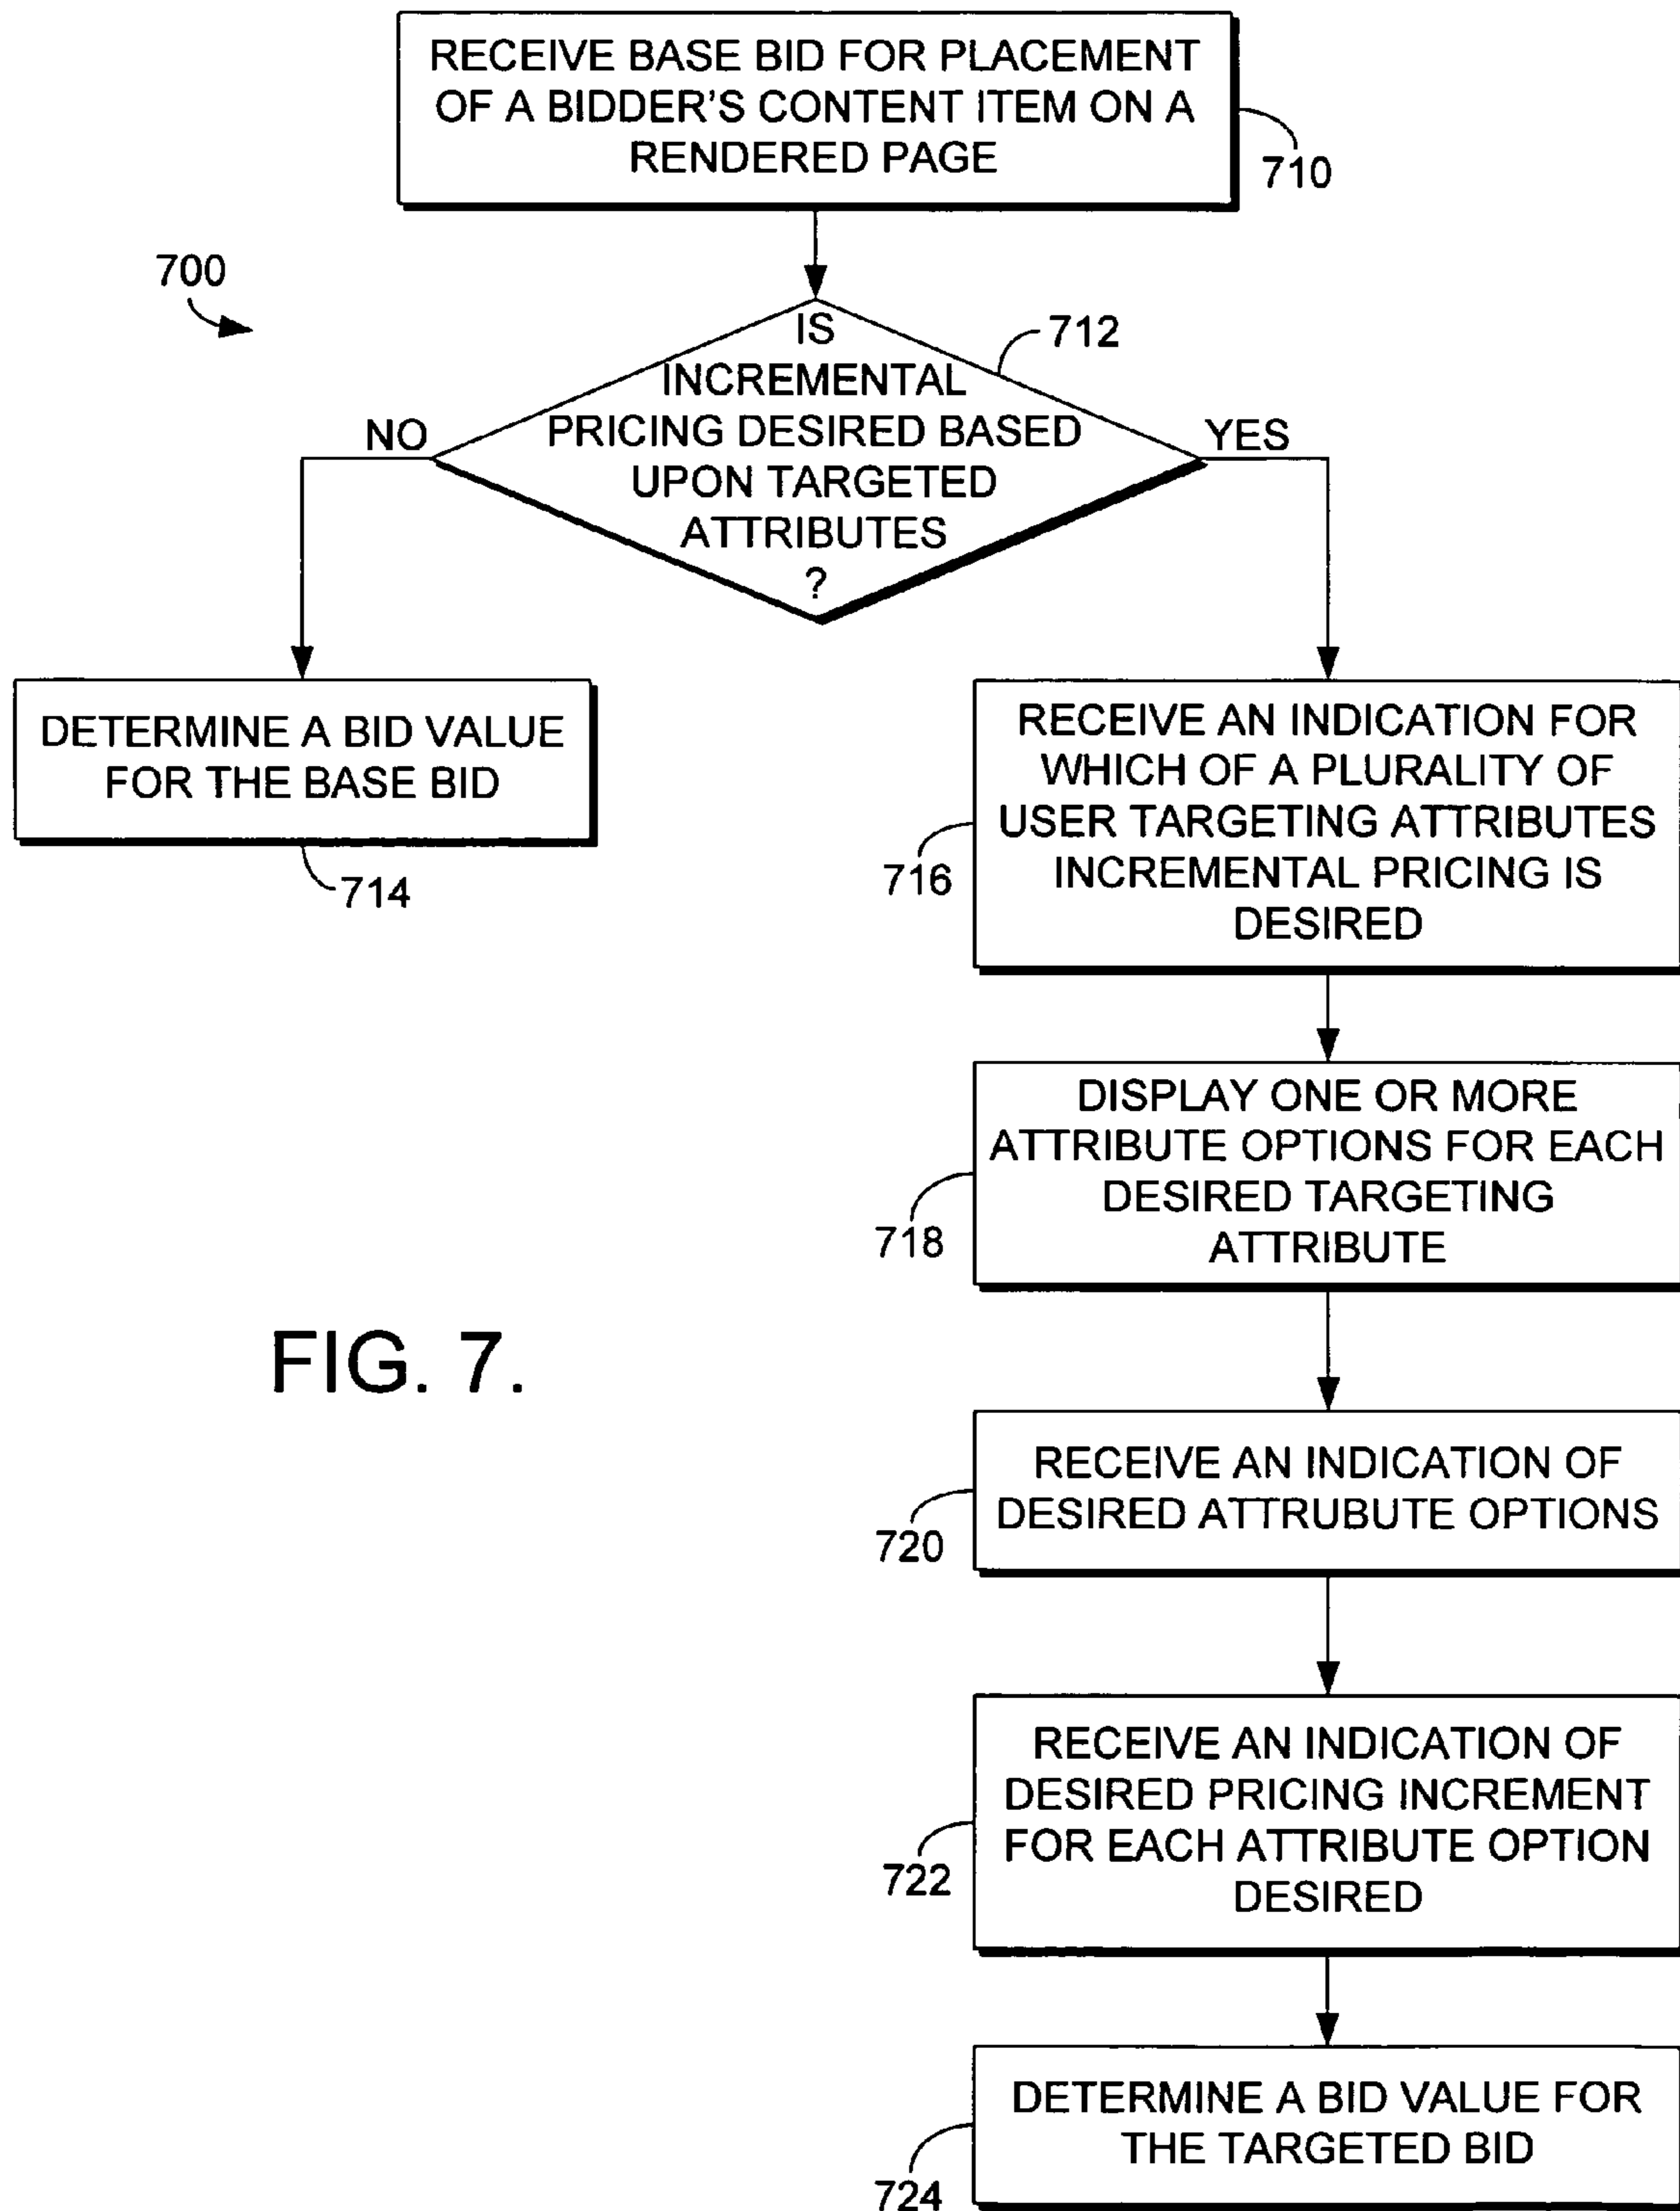 RECEIVE BASE BID FOR PLACEMENT
OF A BIDDER'S CONTENT ITEM ON A
RENDERED PAGE
710
700
IS
INCREMENTAL
PRICING DESIRED BASED
UPON TARGETED
ATTRIBUTES
?
712
NO
YES
DETERMINE A BID VALUE
FOR THE BASE BID
714
RECEIVE AN INDICATION FOR
WHICH OF A PLURALITY OF
USER TARGETING ATTRIBUTES
INCREMENTAL PRICING IS
DESIRED
716
DISPLAY ONE OR MORE
ATTRIBUTE OPTIONS FOR EACH
DESIRED TARGETING
ATTRIBUTE
718
FIG. 7.
RECEIVE AN INDICATION OF
DESIRED ATTRUBUTE OPTIONS
720
RECEIVE AN INDICATION OF
DESIRED PRICING INCREMENT
FOR EACH ATTRIBUTE OPTION
DESIRED
722
DETERMINE A BID VALUE FOR
THE TARGETED BID
724